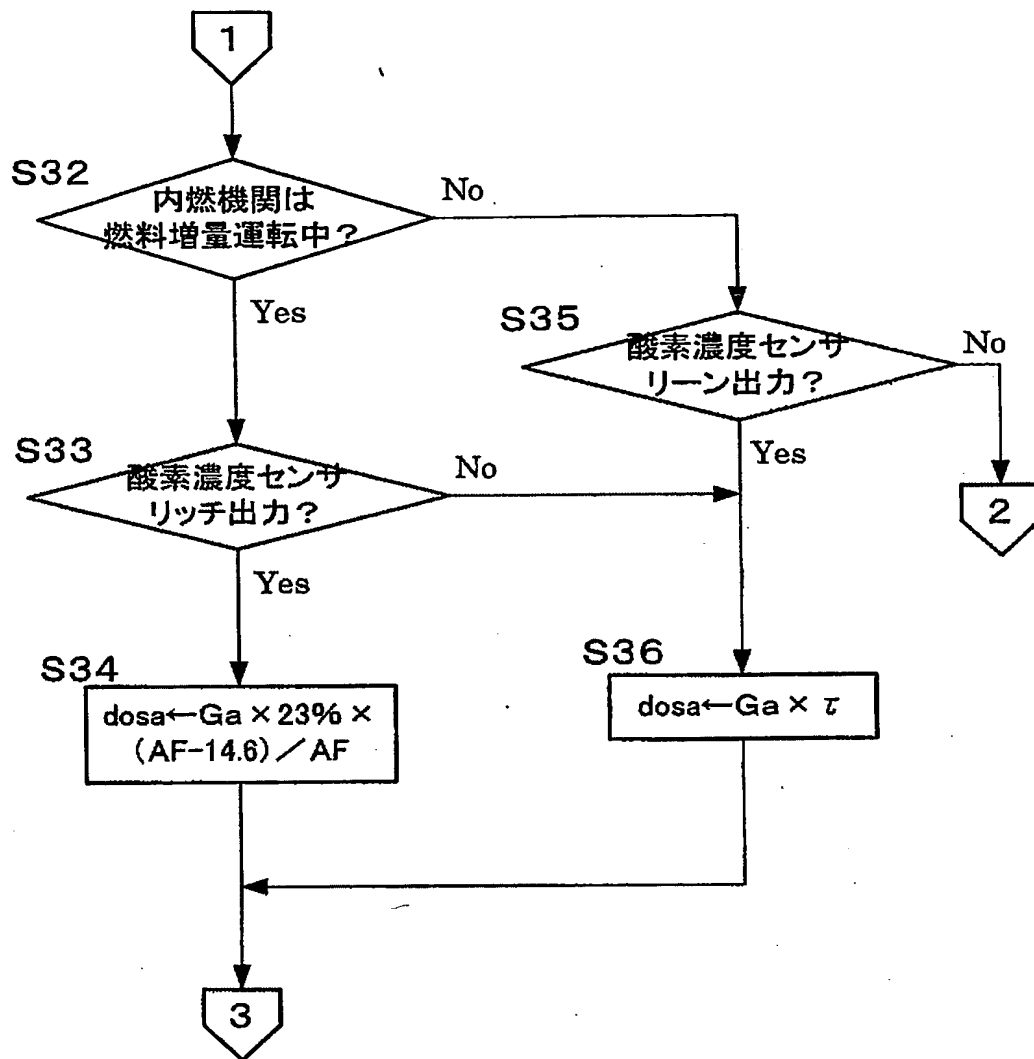 1
S32
内燃機関は
燃料増量運転中？
No
Yes
S35
酸素濃度センサ
リーン出力？
No
Yes
S33
酸素濃度センサ
リッチ出力？
No
Yes
2
S34
dosa←Ga×23%×
(AF-14.6)／AF
S36
dosa←Ga×τ
3